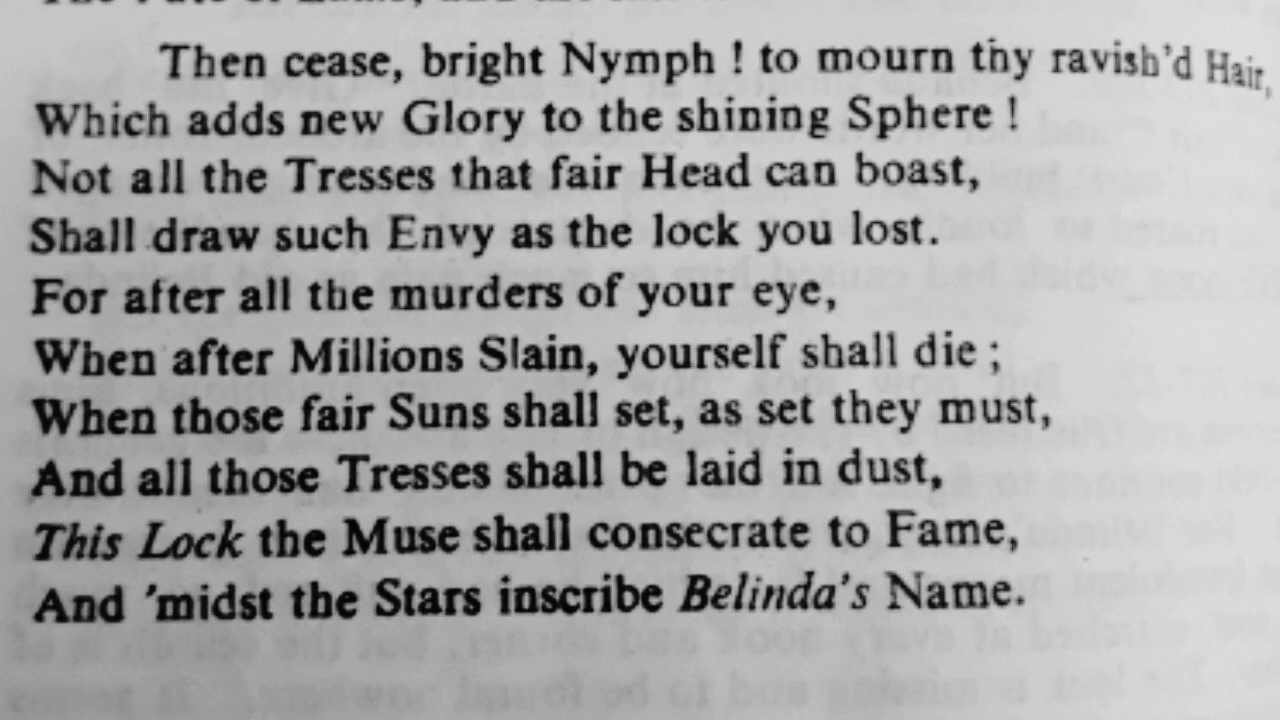 Then cease, bright Nymph ! to mourn thy ravish'd Hair,
Which adds new Glory to the shining Sphere !
Not all the Tresses that fair Head can boast,
Shall draw such Envy as the lock you lost.
For after all the murders of your eye,
When after Millions Slain, yourself shall die ;
When those fair Suns shall set, as set they must,
And all those Tresses shall be laid in dust,
This Lock the Muse shall consecrate to Fame,
And 'midst the Stars inscribe Belinda's Name.